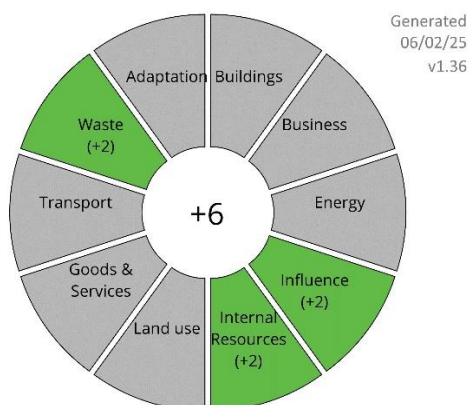 Generated
06/02/25
v1.36
Adaptation
Buildings
Business
Energy
Influence
(+2)
Internal
Resources
(+2)
Land use
Goods &
Services
Transport
Waste
(+2)
+6